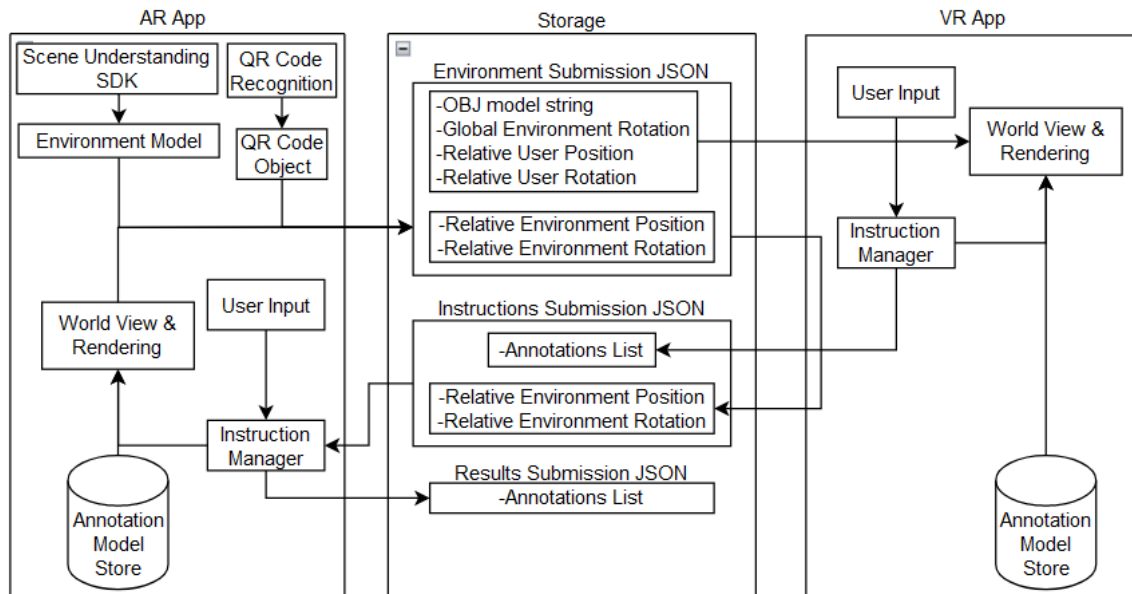 AR App
Scene Understanding
SDK
QR Code
Recognition
Environment Model
QR Code
Object
World View &
Rendering
User Input
Instruction
Manager
Annotation
Model
Store
Storage
Environment Submission JSON
-OBJ model string
-Global Environment Rotation
-Relative User Position
-Relative User Rotation
-Relative Environment Position
-Relative Environment Rotation
Instructions Submission JSON
-Annotations List
-Relative Environment Position
-Relative Environment Rotation
Results Submission JSON
-Annotations List
VR App
User Input
World View &
Rendering
Instruction
Manager
Annotation
Model
Store